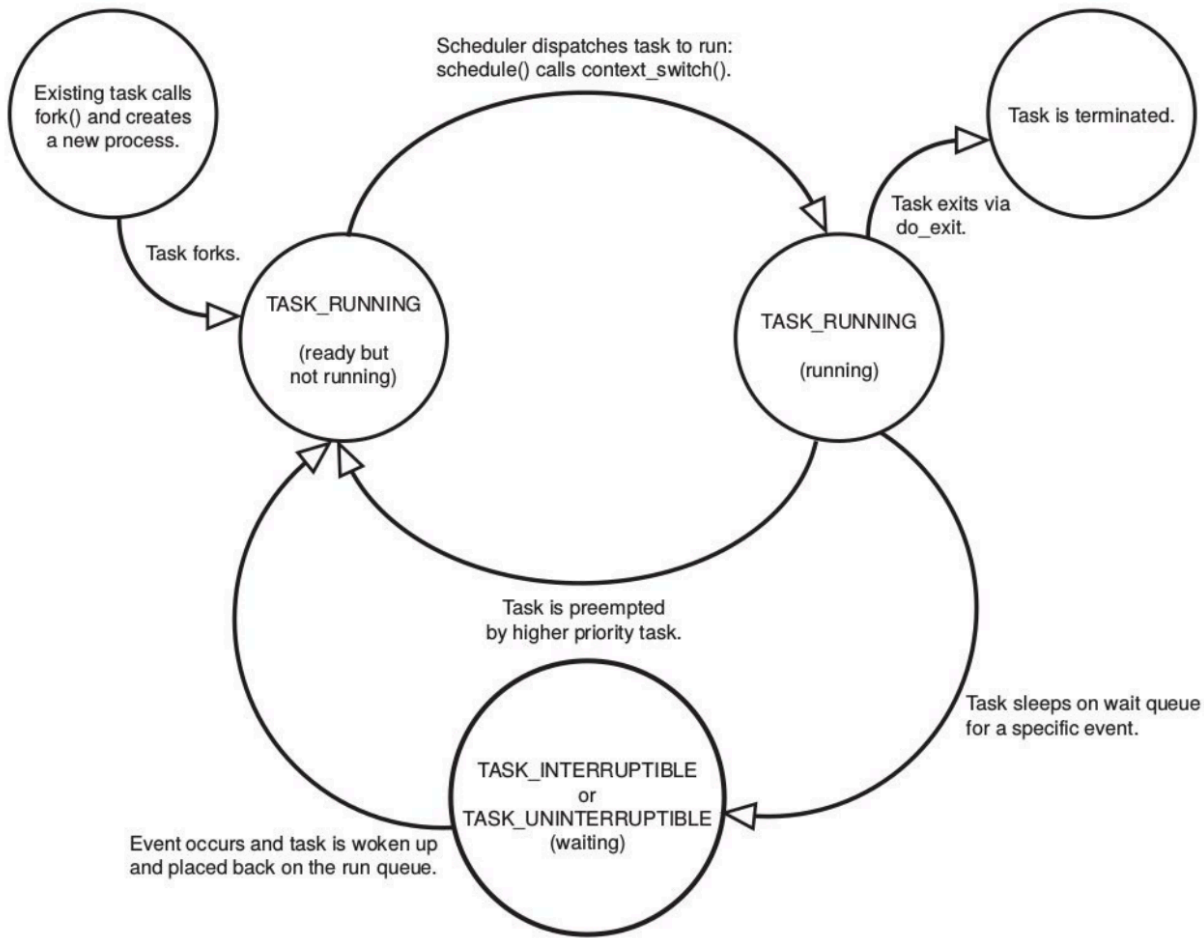 Scheduler dispatches task to run:
schedule() calls context_switch().
Existing task calls
fork() and creates
a new process.
Task is terminated.
Task exits via
do_exit.
Task forks.
TASK_RUNNING
(ready but
not running)
TASK_RUNNING
(running)
Task is preempted
by higher priority task.
Task sleeps on wait queue
for a specific event.
TASK_INTERRUPTIBLE
or
TASK_UNINTERRUPTIBLE
(waiting)
Event occurs and task is woken up
and placed back on the run queue.